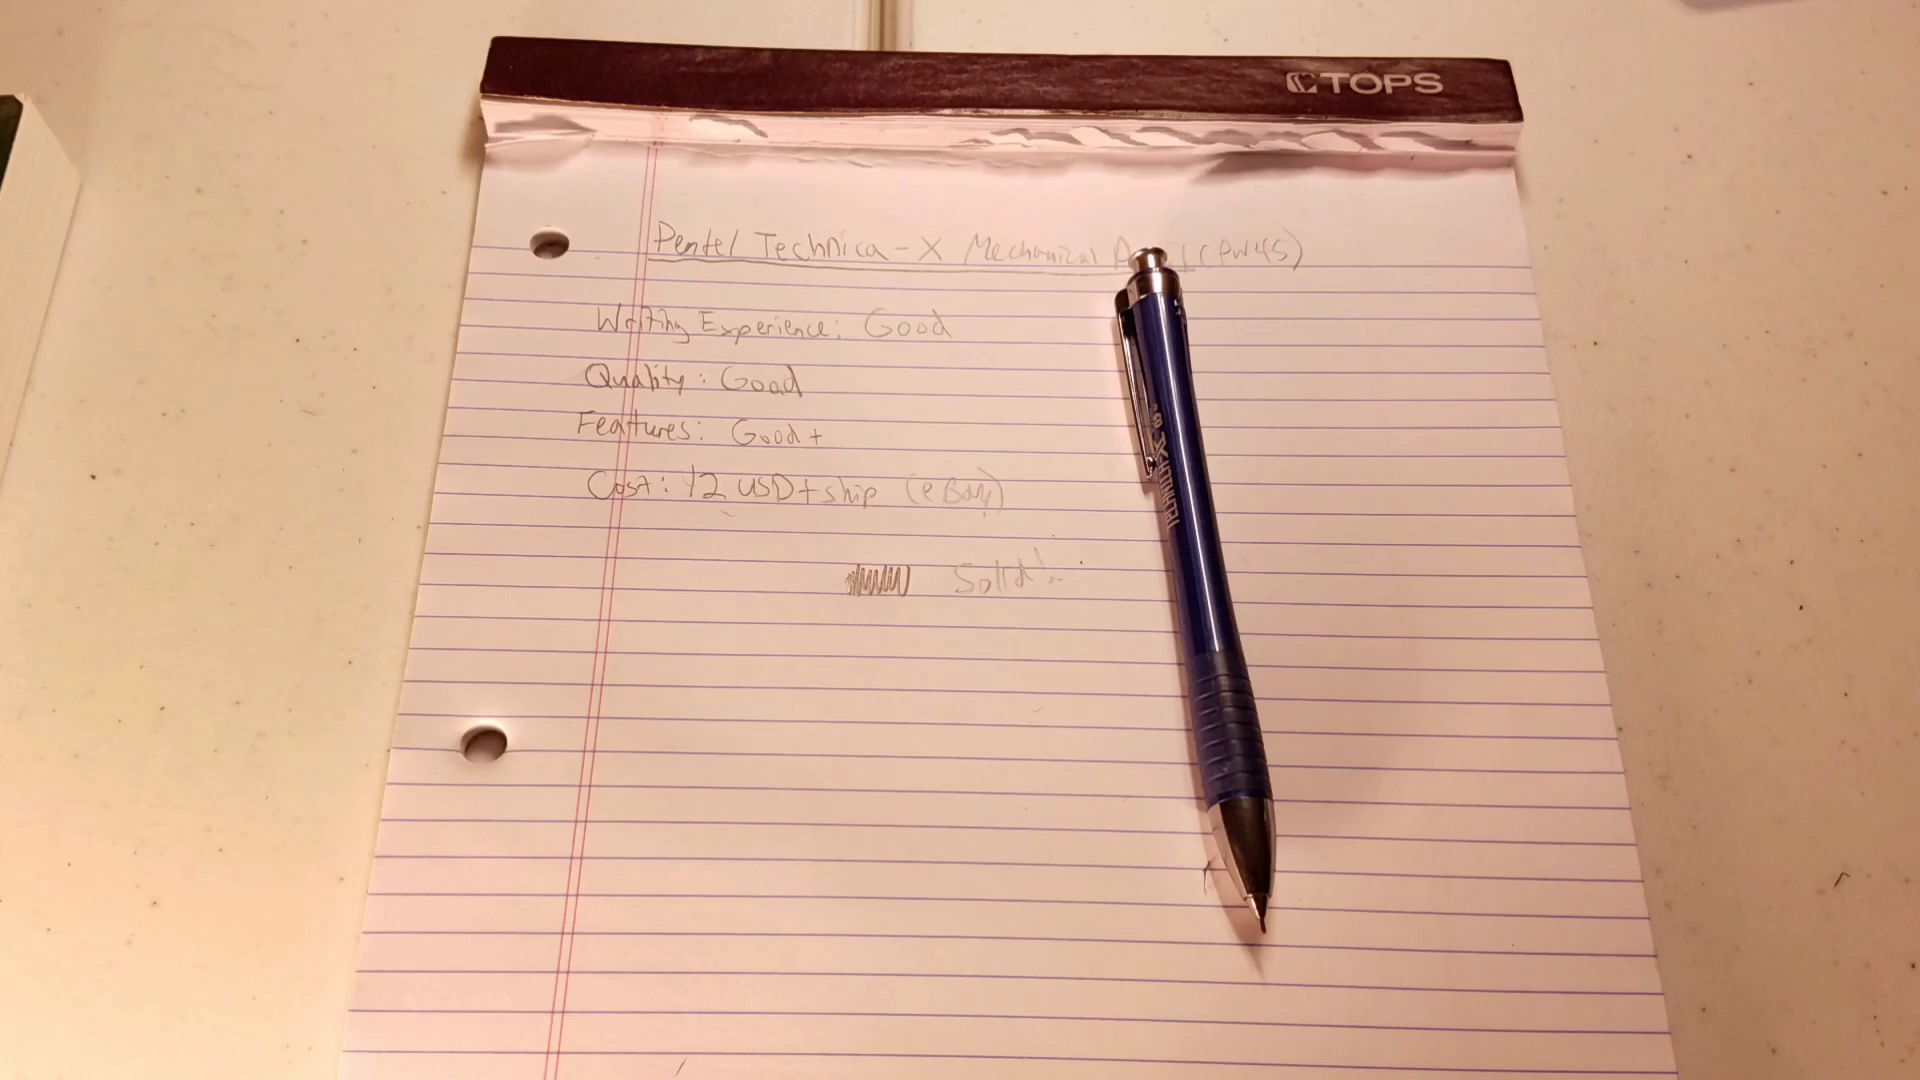 TOPS
Pentel Technica-X Mechanical (PW45)
Writing Experience: Good
Quality: Good
Features: Good+
Cost: 12 USD + ship (eBay)
Solid!
TECHNICA-X